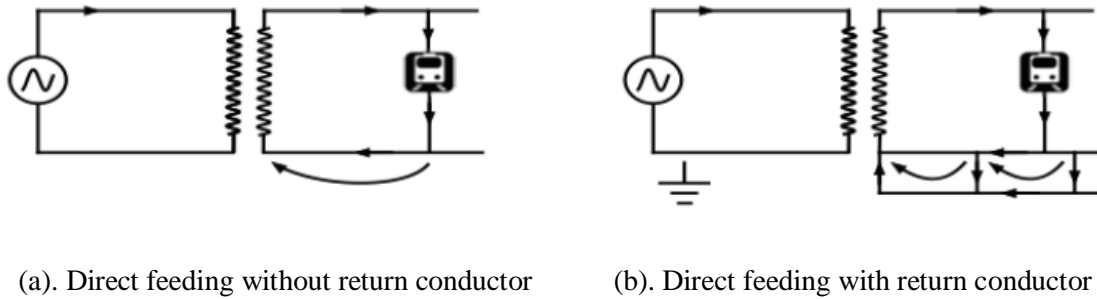 (a). Direct feeding without return conductor
(b). Direct feeding with return conductor